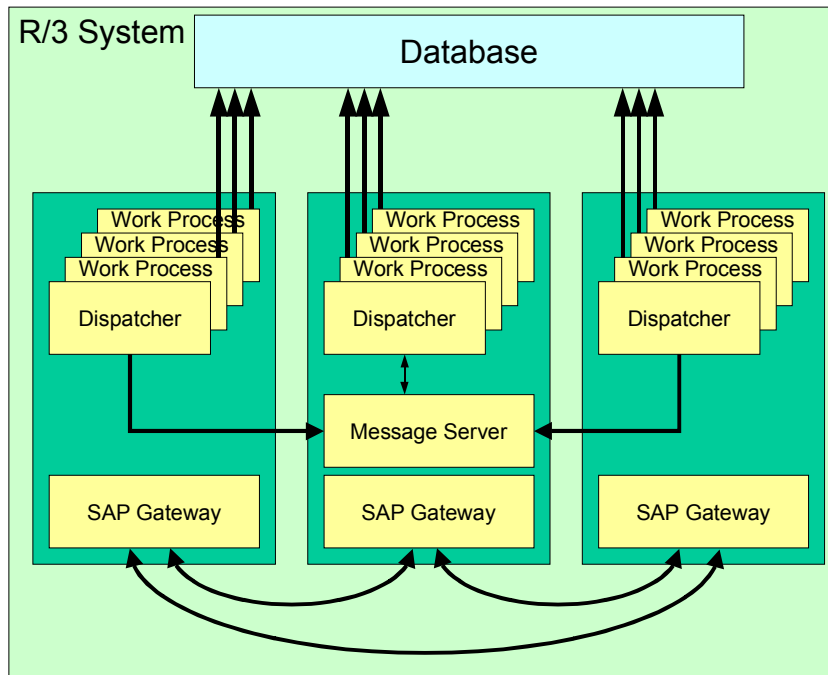 R/3 System
Database
Work Process
Work Process
Work Process
Dispatcher
Work Process
Work Process
Work Process
Dispatcher
Work Process
Work Process
Work Process
Dispatcher
Message Server
SAP Gateway
SAP Gateway
SAP Gateway